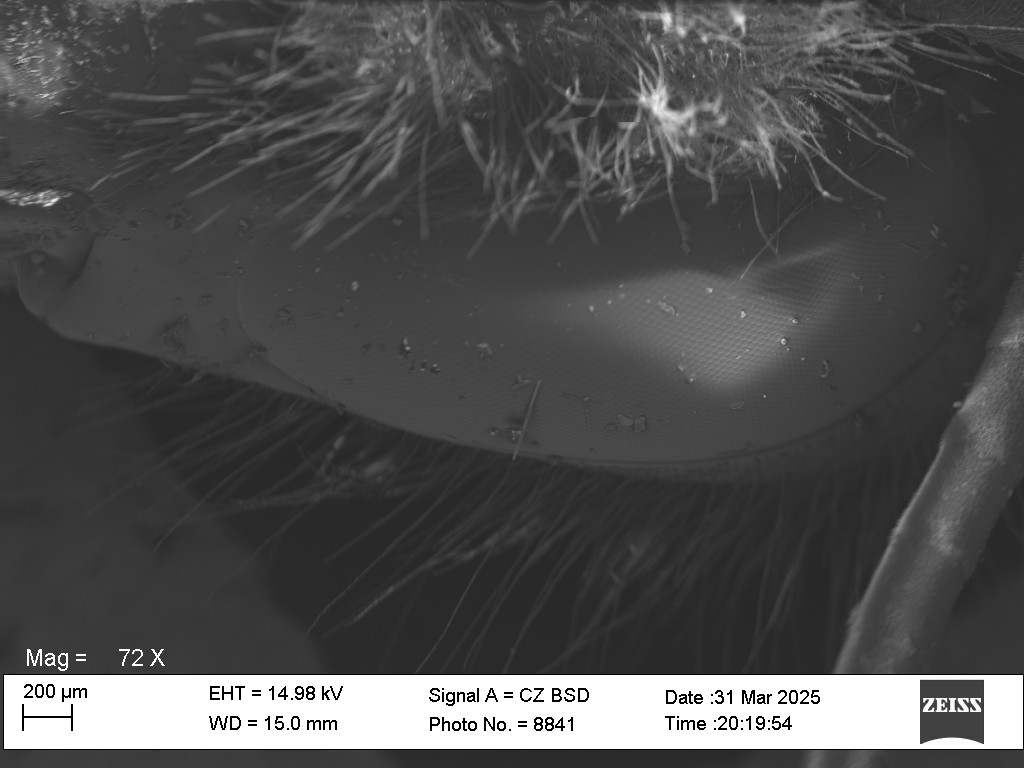 Mag = 72 X
200 µm
EHT = 14.98 kV
WD = 15.0 mm
Signal A = CZ BSD
Photo No. = 8841
Date :31 Mar 2025
Time :20:19:54
ZEISS